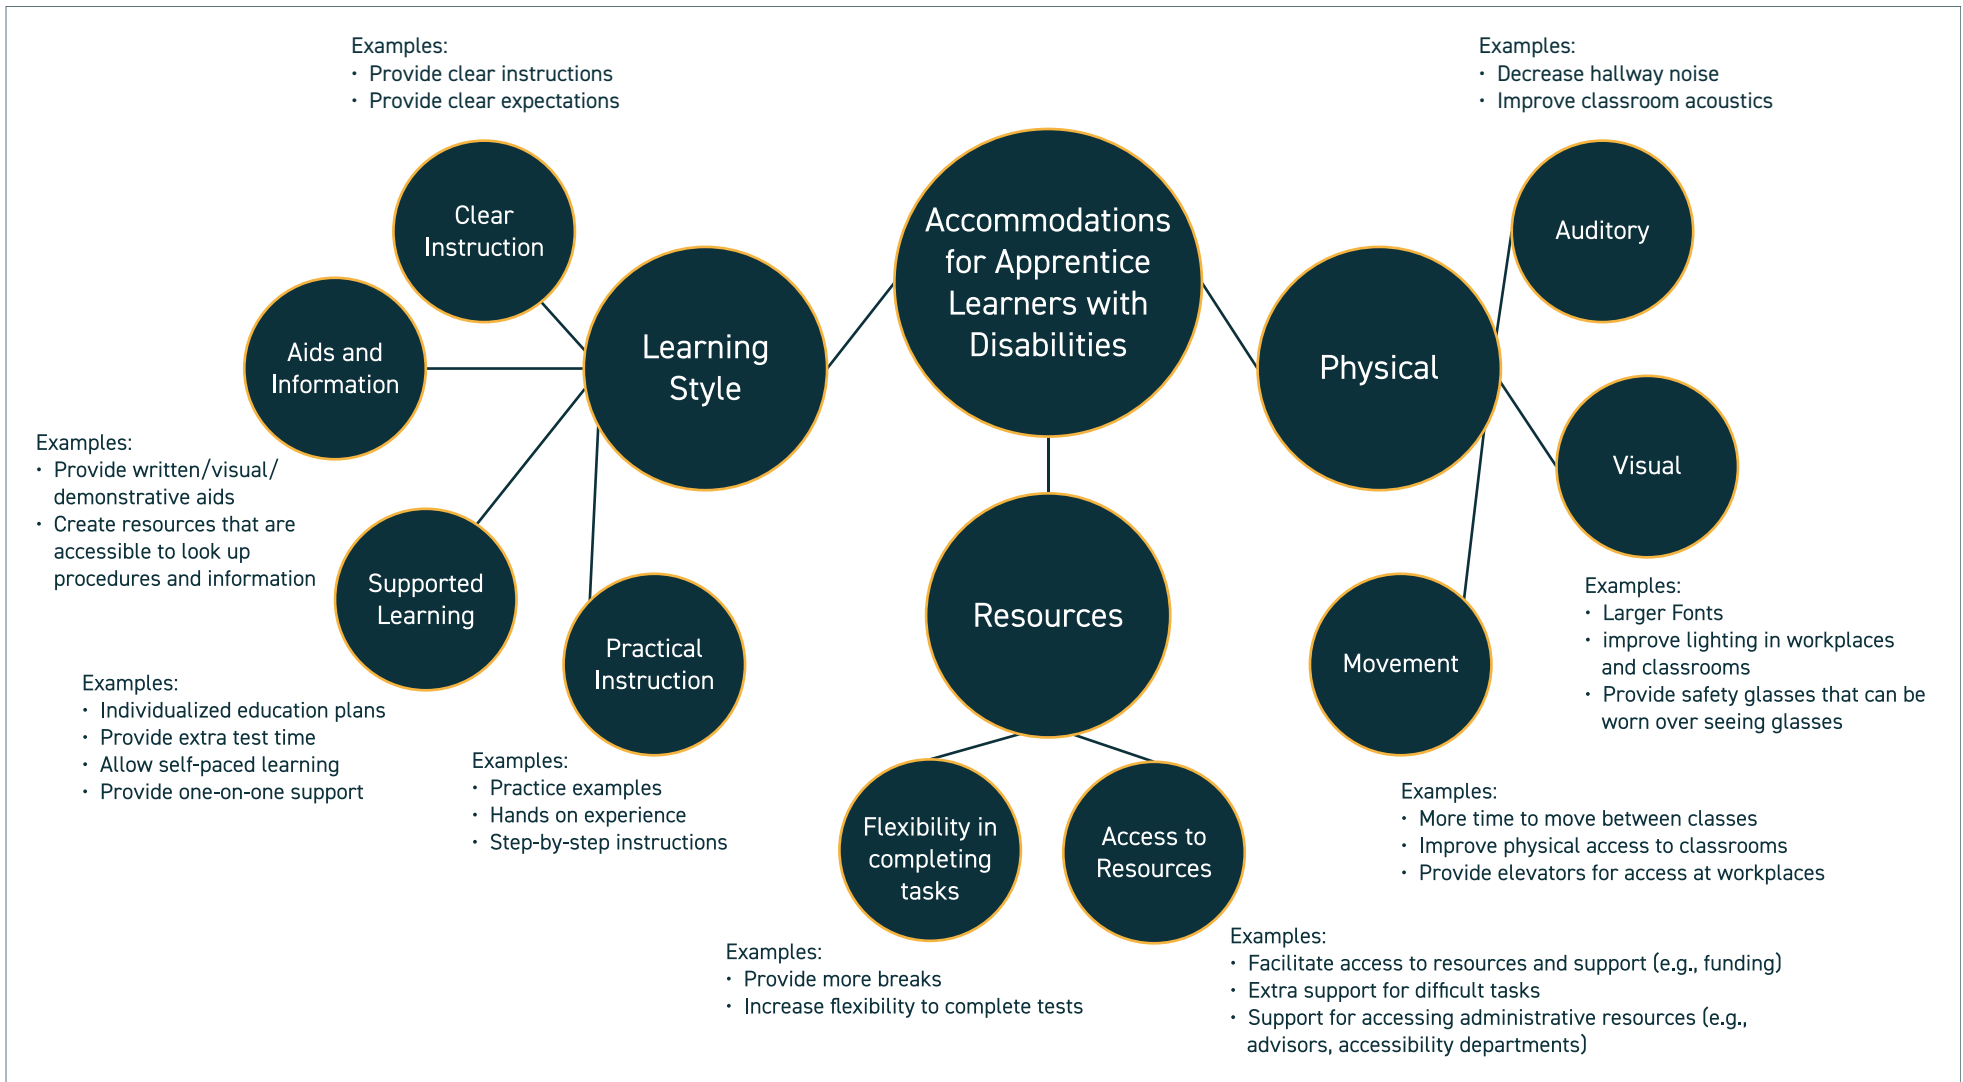 Examples:
• Provide clear instructions
• Provide clear expectations
Examples:
• Decrease hallway noise
• Improve classroom acoustics
Accommodations
for Apprentice
Learners with
Disabilities
Learning
Style
Clear
Instruction
Aids and
Information
Examples:
• Provide written/visual/
demonstrative aids
• Create resources that are
accessible to look up
procedures and information
Supported
Learning
Examples:
• Individualized education plans
• Provide extra test time
• Allow self-paced learning
• Provide one-on-one support
Practical
Instruction
Examples:
• Practice examples
• Hands on experience
• Step-by-step instructions
Resources
Flexibility in
completing
tasks
Examples:
• Provide more breaks
• Increase flexibility to complete tests
Access to
Resources
Examples:
• Facilitate access to resources and support (e.g., funding)
• Extra support for difficult tasks
• Support for accessing administrative resources (e.g.,
advisors, accessibility departments)
Physical
Auditory
Visual
Examples:
• Larger Fonts
• improve lighting in workplaces
and classrooms
• Provide safety glasses that can be
worn over seeing glasses
Movement
Examples:
• More time to move between classes
• Improve physical access to classrooms
• Provide elevators for access at workplaces